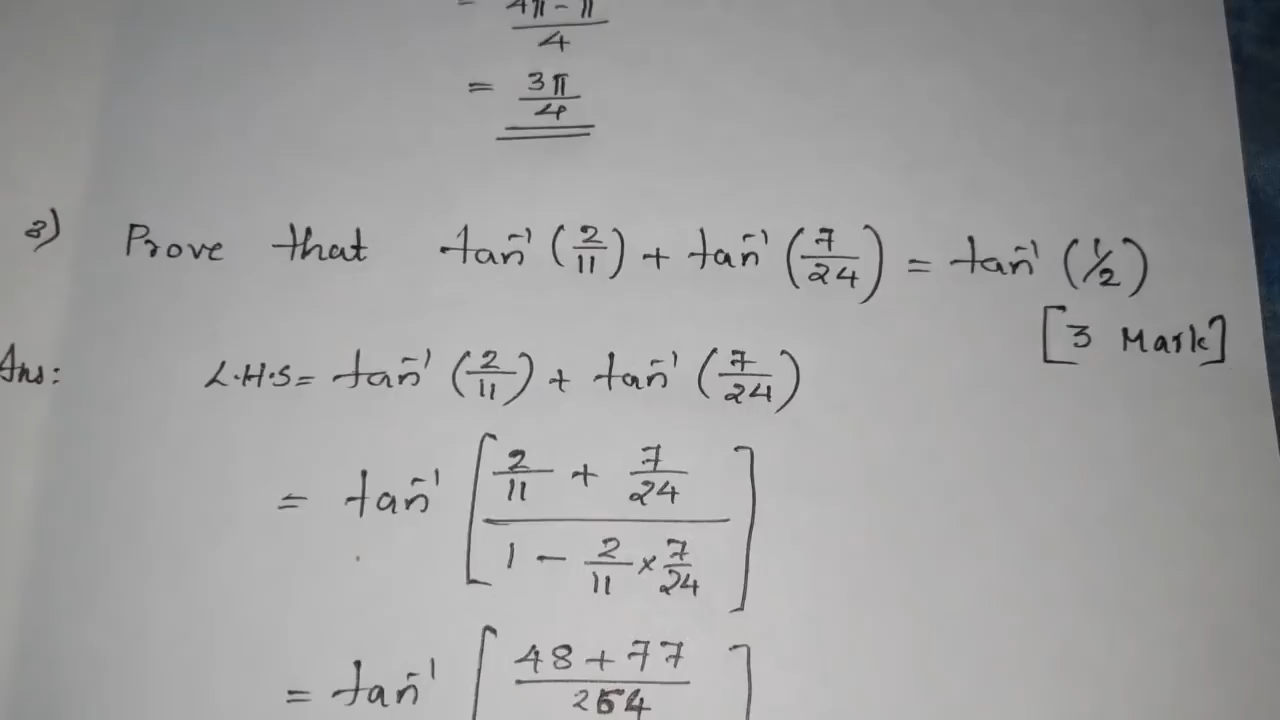 = 4π - π / 4
= 3π / 4
3) Prove that tan⁻¹ (2/11) + tan⁻¹ (7/24) = tan⁻¹ (1/2)
[3 Mark]
Ans: L.H.S = tan⁻¹ (2/11) + tan⁻¹ (7/24)
= tan⁻¹ [ (2/11 + 7/24) / (1 - 2/11 × 7/24) ]
= tan⁻¹ [ 48 + 77 / 264